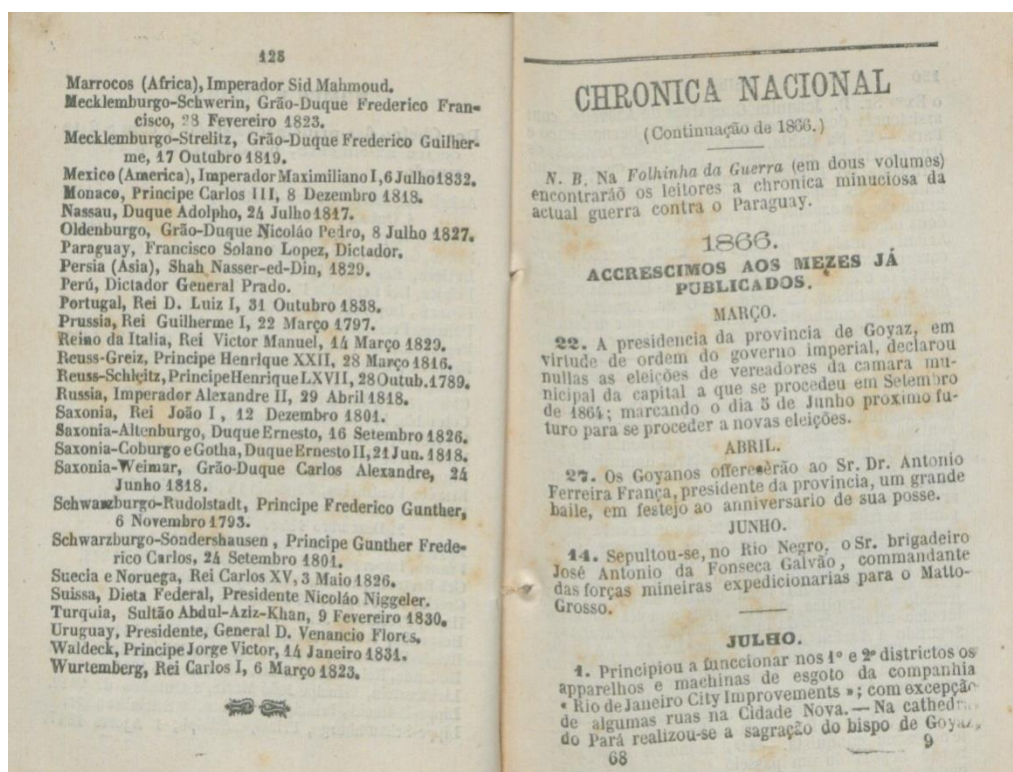 128
Marrocos (Africa), Imperador Sid Mahmoud.
Mecklemburgo-Schwerin, Grão-Duque Frederico Fran-
cisco, 28 Fevereiro 1823.
Mecklemburgo-Strelitz, Grão-Duque Frederico Guilher-
me, 17 Outubro 1819.
Mexico (America), Imperador Maximiliano I, 6 Julho 1832.
Monaco, Principe Carlos III, 8 Dezembro 1818.
Nassau, Duque Adolpho, 24 Julho 1817.
Oldenburgo, Grão-Duque Nicoláo Pedro, 8 Julho 1827.
Paraguay, Francisco Solano Lopez, Dictador.
Persia (Asia), Shah Nasser-ed-Din, 1829.
Perú, Dictador General Prado.
Portugal, Rei D. Luiz I, 31 Outubro 1838.
Prussia, Rei Guilherme I, 22 Março 1797.
Reino da Italia, Rei Victor Manuel, 14 Março 1829.
Reuss-Greiz, Principe Henrique XXII, 28 Março 1846.
Reuss-Schleitz, Principe Henrique LXVII, 28 Outub. 1789.
Russia, Imperador Alexandre II, 29 Abril 1818.
Saxonia, Rei João I, 12 Dezembro 1801.
Saxonia-Altenburgo, Duque Ernesto, 16 Setembro 1826.
Saxonia-Coburgo e Gotha, Duque Ernesto II, 21 Jun. 1818.
Saxonia-Weimar, Grão-Duque Carlos Alexandre, 24
Junho 1818.
Schwarzburgo-Rudolstadt, Principe Frederico Gunther,
6 Novembro 1793.
Schwarzburgo-Sondershausen, Principe Gunther Frede-
rico Carlos, 24 Setembro 1801.
Suecia e Noruega, Rei Carlos XV, 3 Maio 1826.
Suissa, Dieta Federal, Presidente Nicoláo Niggeler.
Turquia, Sultão Abdul-Aziz-Khan, 9 Fevereiro 1830.
Uruguay, Presidente, General D. Venancio Flores.
Waldeck, Principe Jorge Victor, 14 Janeiro 1831.
Wurtemberg, Rei Carlos I, 6 Março 1823.
CHRONICA NACIONAL
(Continuação de 1866.)
N. B. Na Folhinha da Guerra (em dous volumes)
encontraráõ os leitores a chronica minuciosa da
actual guerra contra o Paraguay.
1866.
ACCRESCIMOS AOS MEZES JÁ
PUBLICADOS.
MARÇO.
22. A presidencia da provincia de Goyaz, em
virtude de ordem do governo imperial, declarou
nullas as eleições de vereadores da camara mu-
nicipal da capital a que se procedeu em Setembro
de 1864; marcando o dia 5 de Junho proximo fu-
turo para se proceder a novas eleições.
ABRIL.
27. Os Goyanos offerecêrão ao Sr. Dr. Antonio
Ferreira França, presidente da provincia, um grande
baile, em festejo ao anniversario de sua posse.
JUNHO.
14. Sepultou-se, no Rio Negro, o Sr. brigadeiro
José Antonio da Fonseca Galvão, commandante
das forças mineiras expedicionarias para o Matto-
Grosso.
JULHO.
1. Principiou a funccionar nos 1º e 2º districtos os
apparelhos e machinas de esgoto da companhia
« Rio de Janeiro City Improvements »; com excepção
de algumas ruas na Cidade Nova. — Na cathedral
do Pará realizou-se a sagração do bispo de Goyaz,
68 9